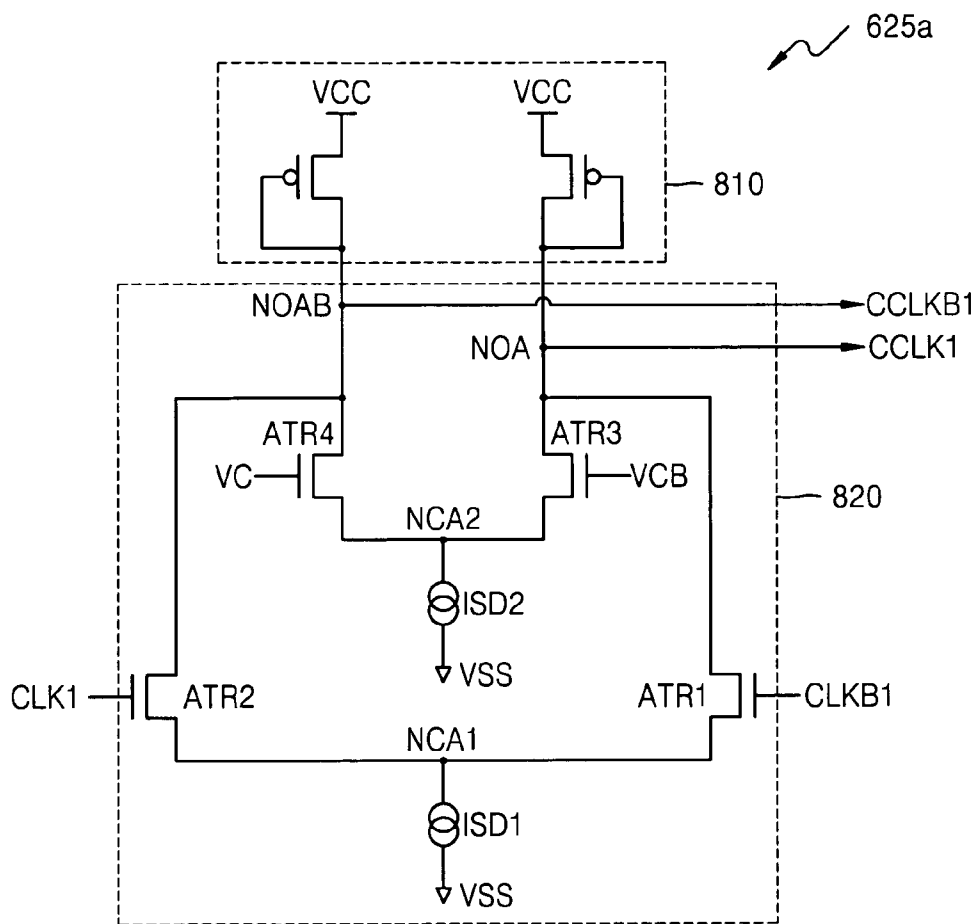 625a
VCC VCC
810
NOAB CCLKB1
NOA CCLK1
ATR4 ATR3
VC VCB
820
NCA2
ISD2
VSS
CLK1 ATR2 ATR1 CLKB1
NCA1
ISD1
VSS